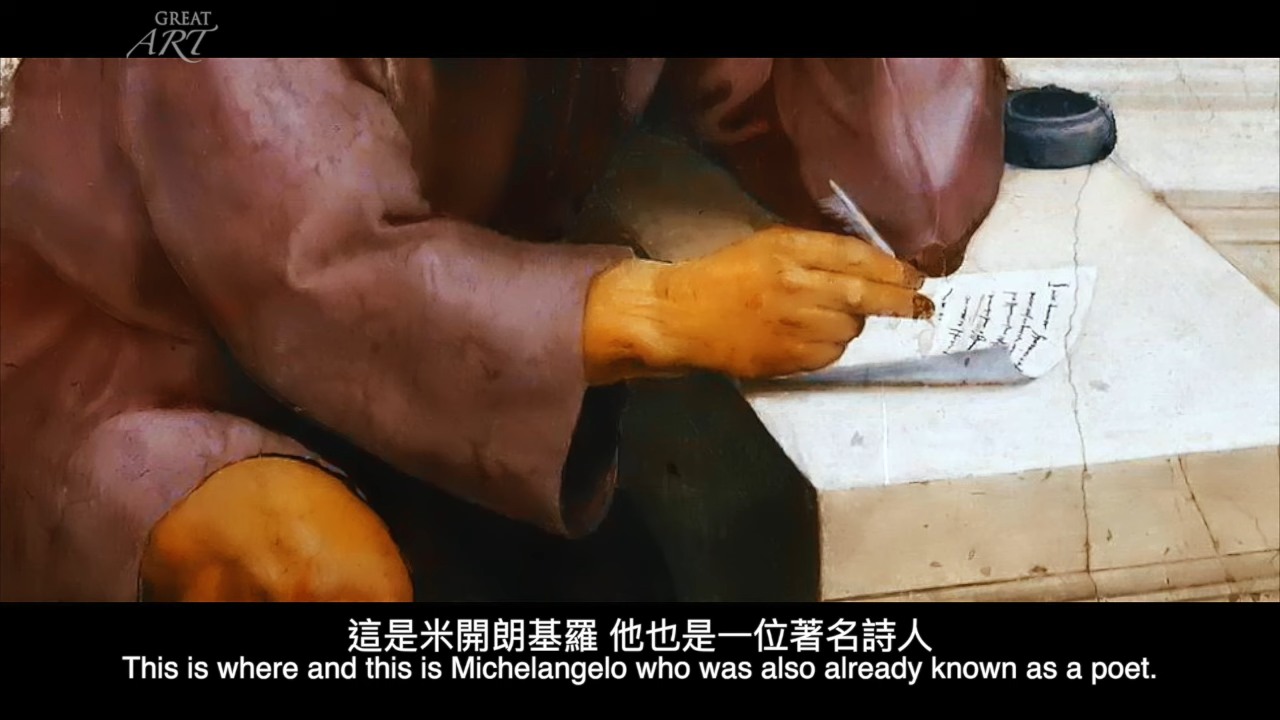 GREAT
ART
這是米開朗基羅 他也是一位著名詩人
This is where and this is Michelangelo who was also already known as a poet.